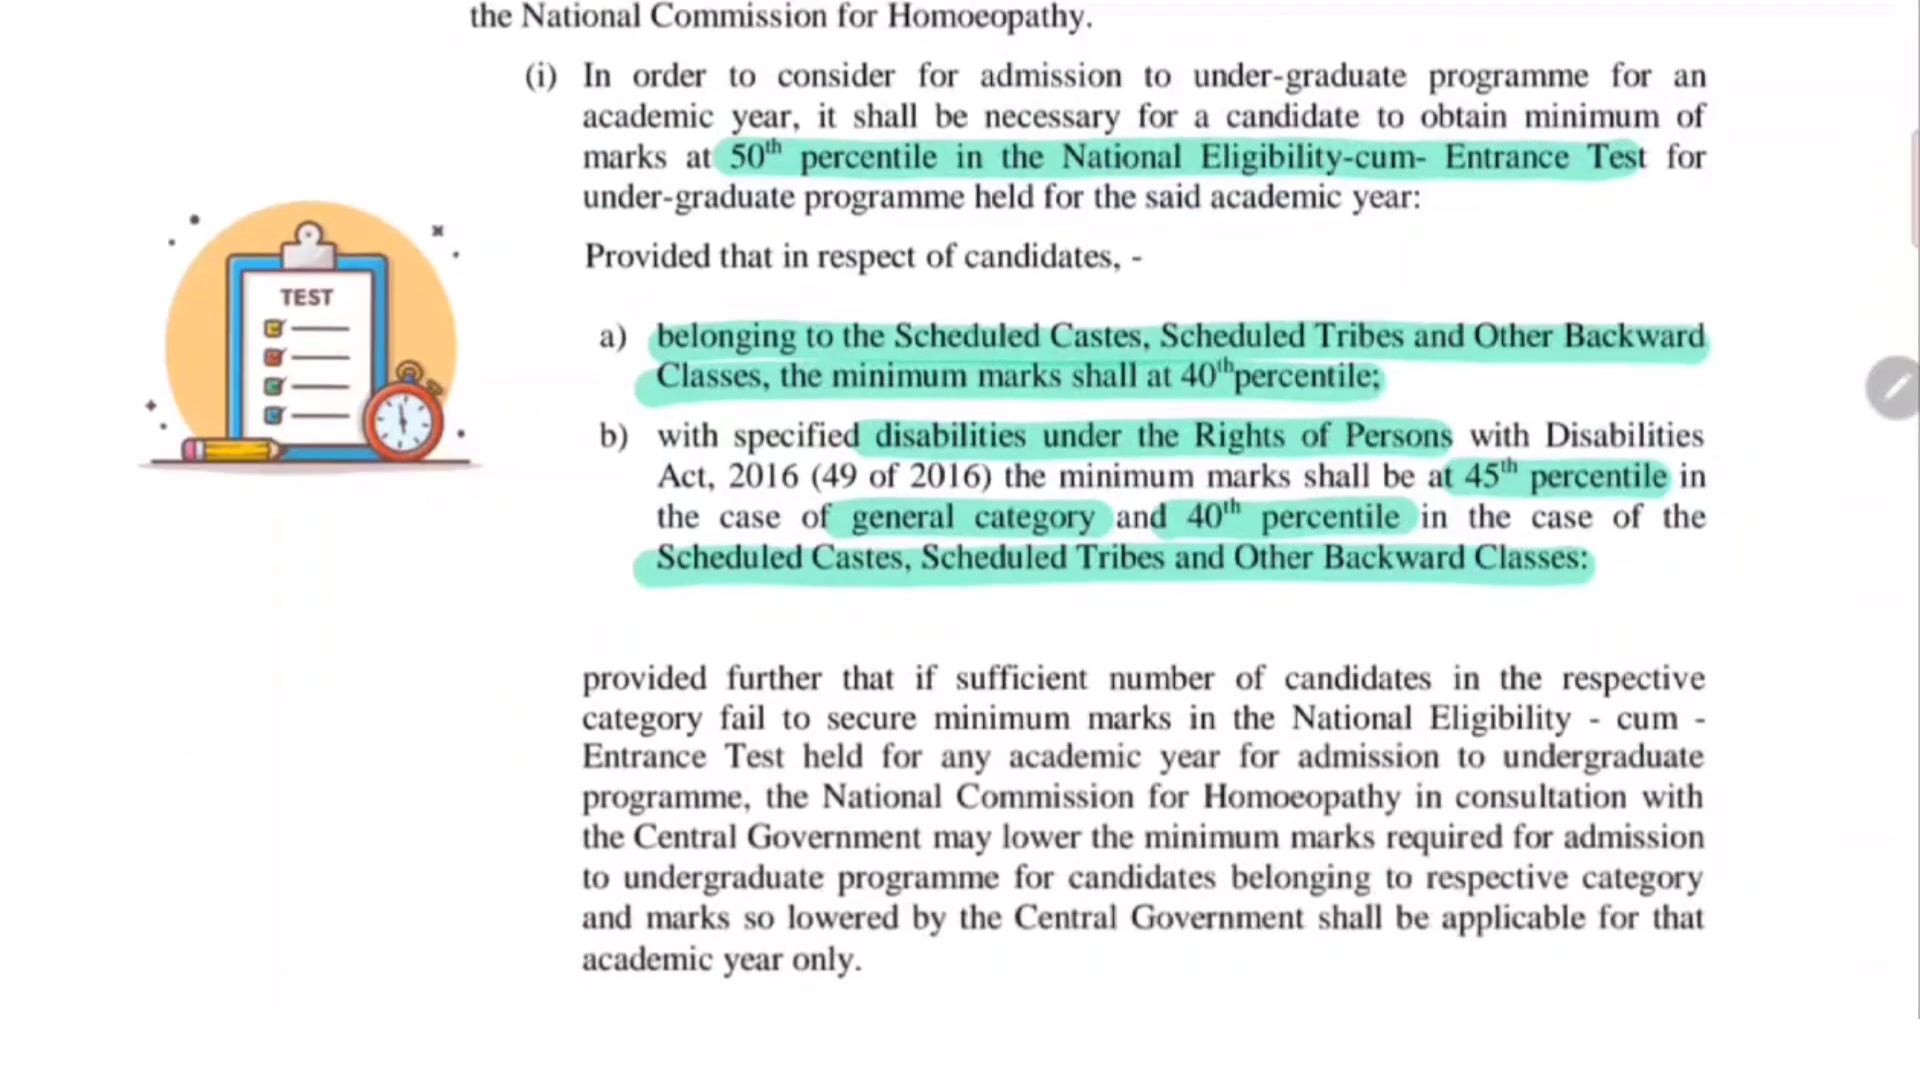 the National Commission for Homoeopathy.
(i) In order to consider for admission to under-graduate programme for an
academic year, it shall be necessary for a candidate to obtain minimum of
marks at 50th percentile in the National Eligibility-cum- Entrance Test for
under-graduate programme held for the said academic year:
Provided that in respect of candidates, -
TEST
a) belonging to the Scheduled Castes, Scheduled Tribes and Other Backward
Classes, the minimum marks shall at 40thpercentile;
b) with specified disabilities under the Rights of Persons with Disabilities
Act, 2016 (49 of 2016) the minimum marks shall be at 45th percentile in
the case of general category and 40th percentile in the case of the
Scheduled Castes, Scheduled Tribes and Other Backward Classes:
provided further that if sufficient number of candidates in the respective
category fail to secure minimum marks in the National Eligibility - cum -
Entrance Test held for any academic year for admission to undergraduate
programme, the National Commission for Homoeopathy in consultation with
the Central Government may lower the minimum marks required for admission
to undergraduate programme for candidates belonging to respective category
and marks so lowered by the Central Government shall be applicable for that
academic year only.